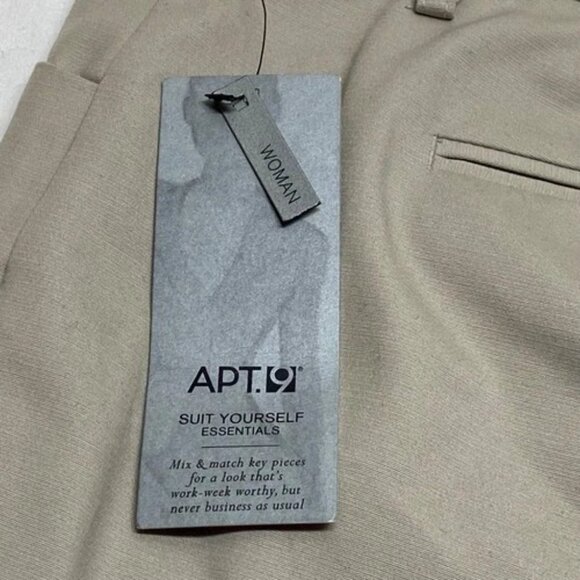 WOMAN
APT.9®
SUIT YOURSELF
ESSENTIALS
Mix & match key pieces
for a look that's
work-week worthy, but
never business as usual